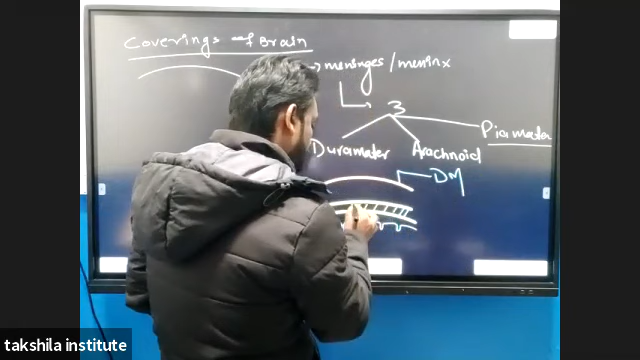 Coverings of Brain
→ meninges / meninx
3
Duramater
Arachnoid
Piamater
DM
takshila institute